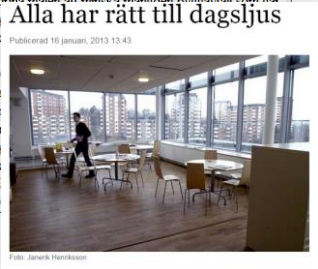 Alla har rätt till dagsljus
Publicerad 16 januari, 2013 13:43
Foto: Janerik Henriksson